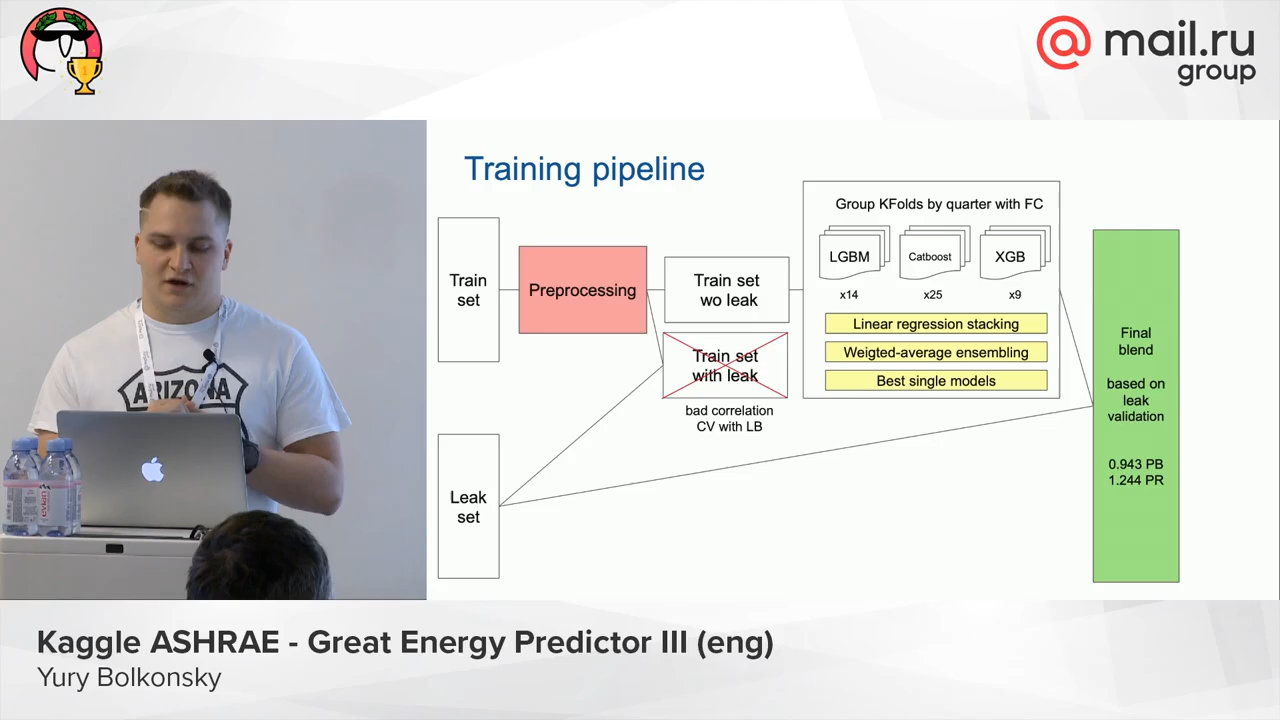 @mail.ru
group
Training pipeline
Train
set
Preprocessing
Train set
wo leak
Train set
with leak
bad correlation
CV with LB
Leak
set
Group KFolds by quarter with FC
LGBM
Catboost
XGB
x14
x25
x9
Linear regression stacking
Weigted-average ensembling
Best single models
Final
blend
based on
leak
validation
0.943 PB
1.244 PR
ARIZONA
Kaggle ASHRAE - Great Energy Predictor III (eng)
Yury Bolkonsky